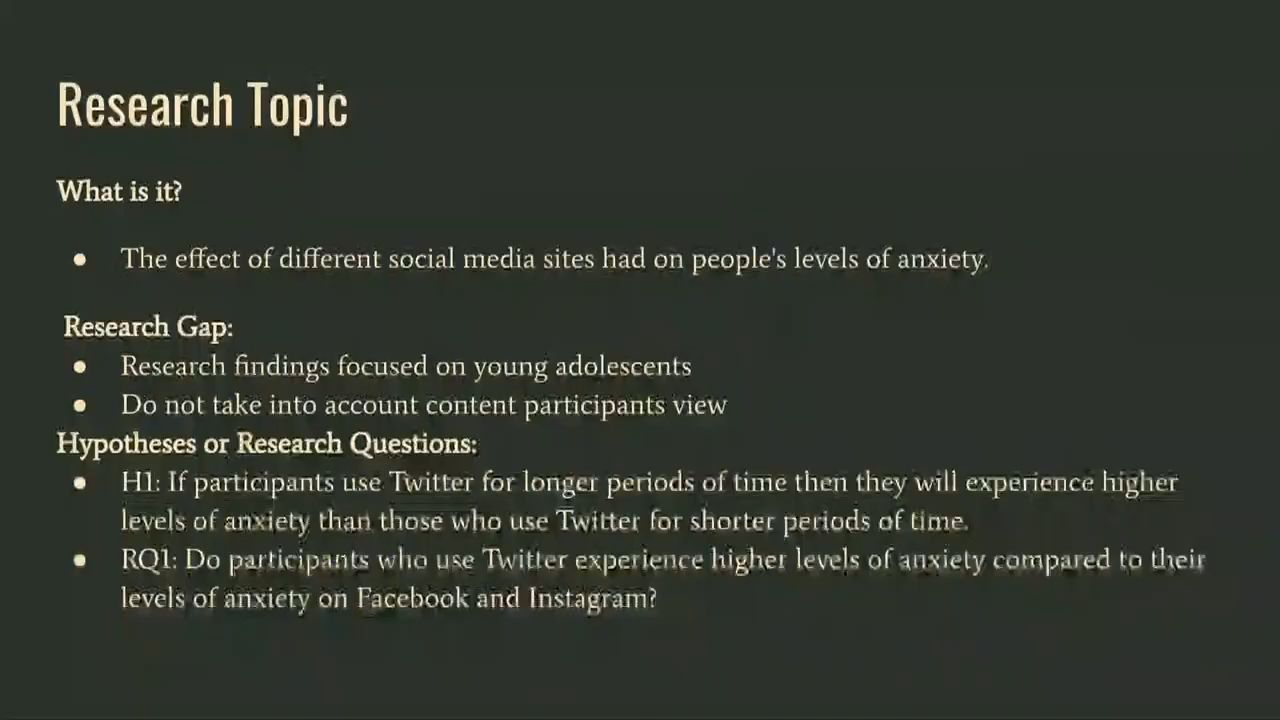 Research Topic
What is it?
● The effect of different social media sites had on people's levels of anxiety.
Research Gap:
● Research findings focused on young adolescents
● Do not take into account content participants view
Hypotheses or Research Questions:
● H1: If participants use Twitter for longer periods of time then they will experience higher
levels of anxiety than those who use Twitter for shorter periods of time.
● RQ1: Do participants who use Twitter experience higher levels of anxiety compared to their
levels of anxiety on Facebook and Instagram?